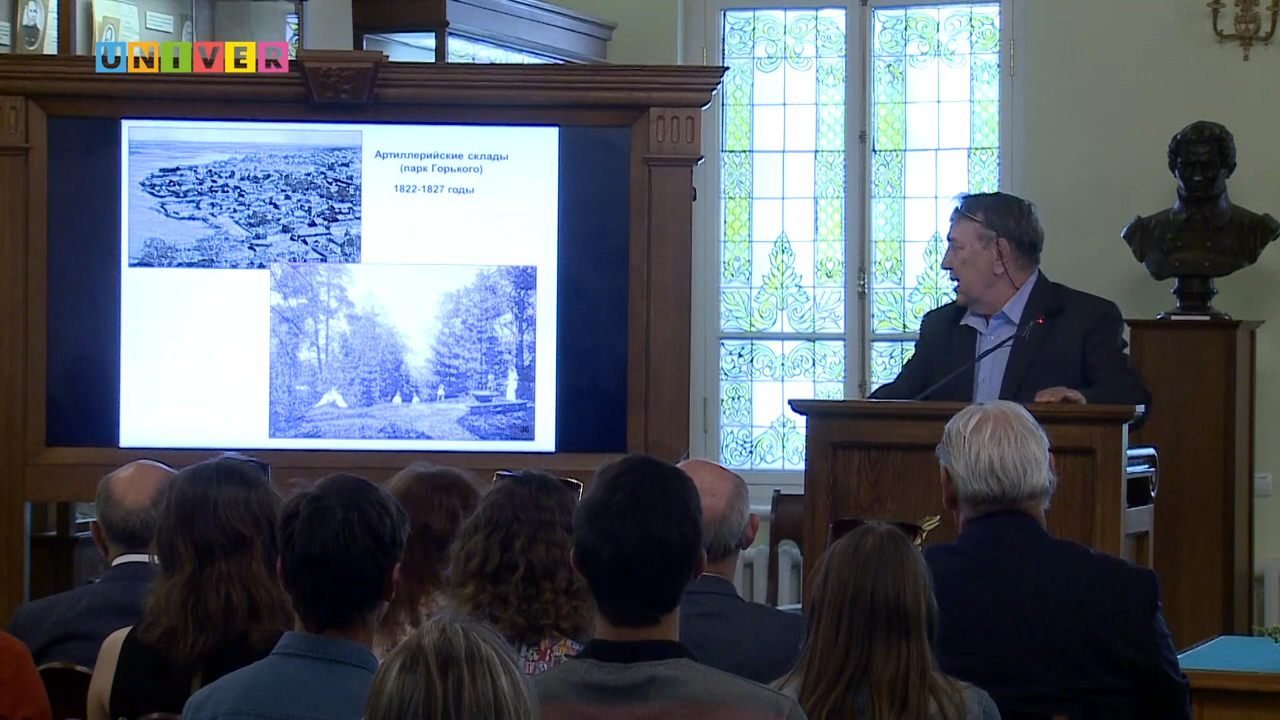 UNIVER
Артиллерийские склады
(парк Горького)
1822-1827 годы
36